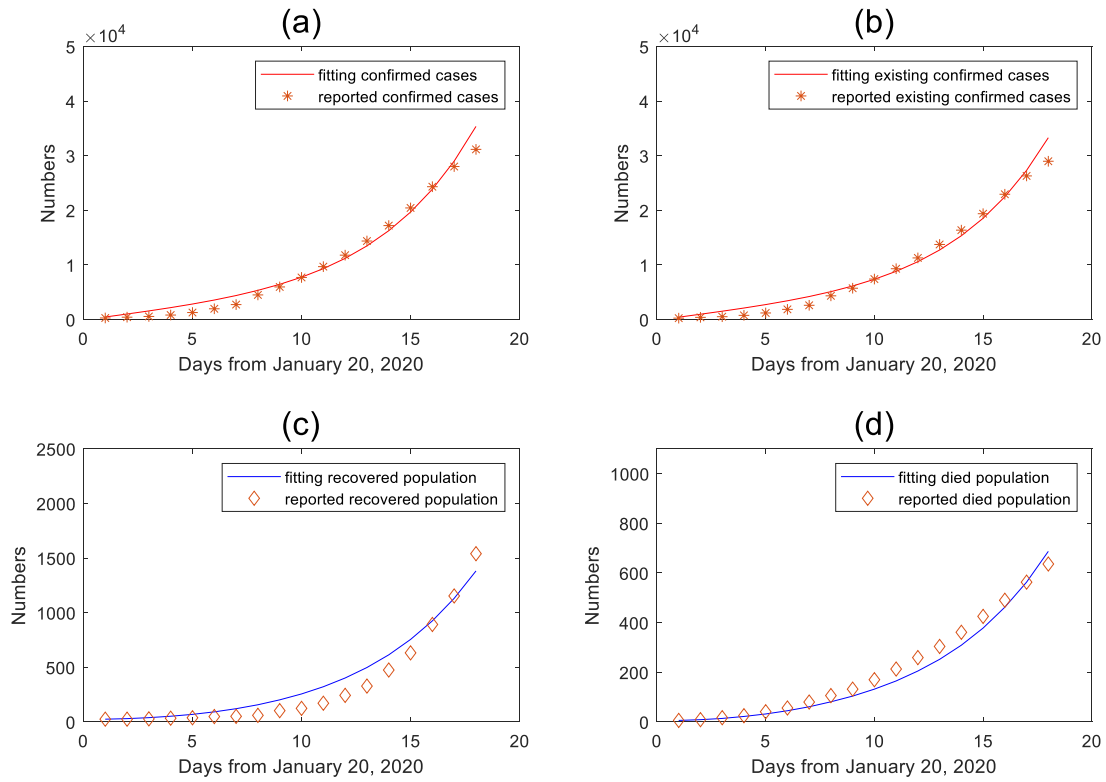 (a)
×10⁴
5
4
3
2
1
0
0 5 10 15 20
Numbers
Days from January 20, 2020
fitting confirmed cases
reported confirmed cases
(b)
×10⁴
5
4
3
2
1
0
0 5 10 15 20
Numbers
Days from January 20, 2020
fitting existing confirmed cases
reported existing confirmed cases
(c)
2500
2000
1500
1000
500
0
0 5 10 15 20
Numbers
Days from January 20, 2020
fitting recovered population
reported recovered population
(d)
1000
800
600
400
200
0
0 5 10 15 20
Numbers
Days from January 20, 2020
fitting died population
reported died population